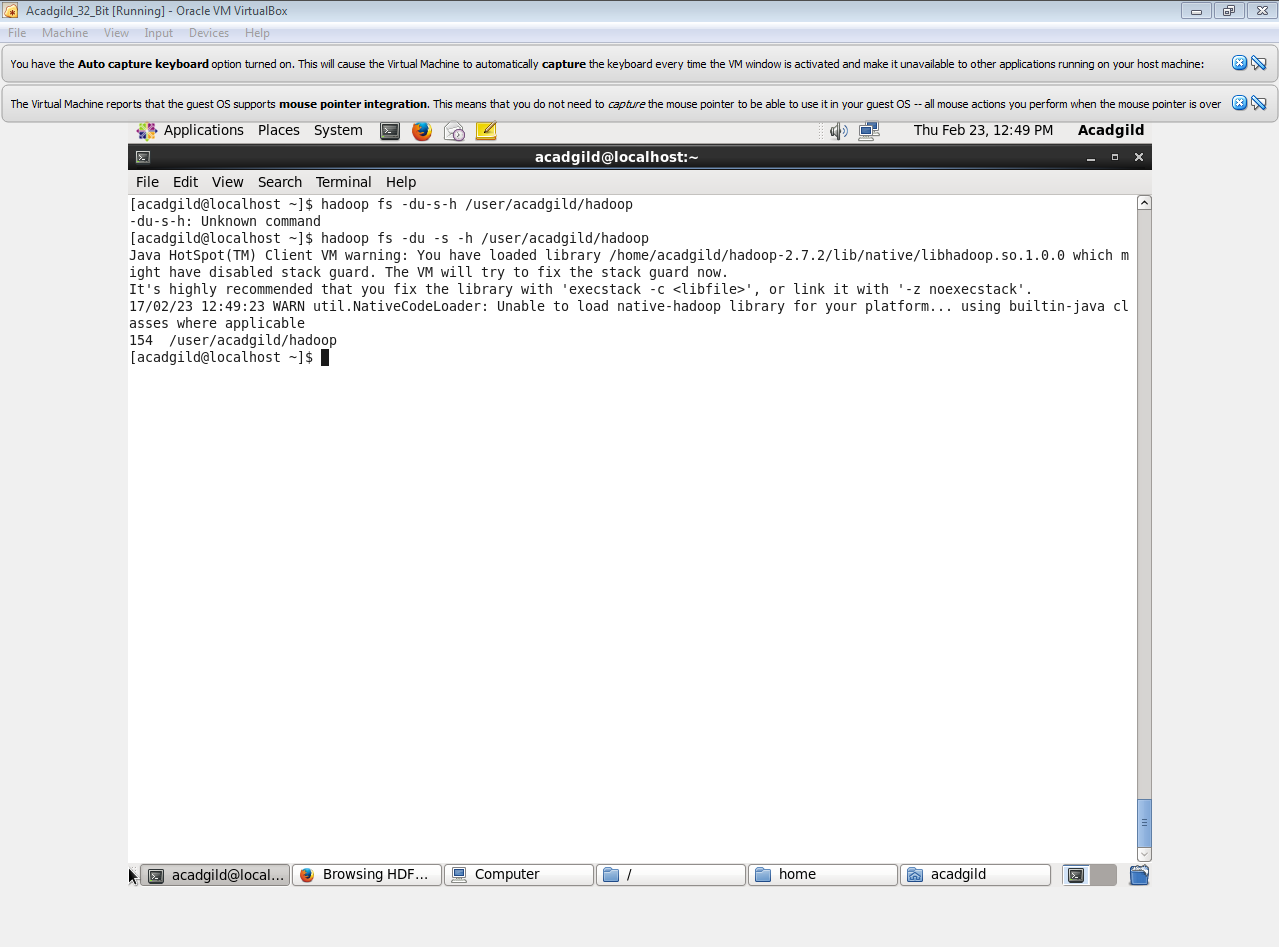 Acadgild_32_Bit [Running] - Oracle VM VirtualBox
File Machine View Input Devices Help
You have the Auto capture keyboard option turned on. This will cause the Virtual Machine to automatically capture the keyboard every time the VM window is activated and make it unavailable to other applications running on your host machine:
The Virtual Machine reports that the guest OS supports mouse pointer integration. This means that you do not need to capture the mouse pointer to be able to use it in your guest OS -- all mouse actions you perform when the mouse pointer is over
Applications Places System Thu Feb 23, 12:49 PM Acadgild
acadgild@localhost:~
File Edit View Search Terminal Help
[acadgild@localhost ~]$ hadoop fs -du-s-h /user/acadgild/hadoop
-du-s-h: Unknown command
[acadgild@localhost ~]$ hadoop fs -du -s -h /user/acadgild/hadoop
Java HotSpot(TM) Client VM warning: You have loaded library /home/acadgild/hadoop-2.7.2/lib/native/libhadoop.so.1.0.0 which m
ight have disabled stack guard. The VM will try to fix the stack guard now.
It's highly recommended that you fix the library with 'execstack -c <libfile>', or link it with '-z noexecstack'.
17/02/23 12:49:23 WARN util.NativeCodeLoader: Unable to load native-hadoop library for your platform... using builtin-java cl
asses where applicable
154  /user/acadgild/hadoop
[acadgild@localhost ~]$
acadgild@local... Browsing HDF... Computer / home acadgild